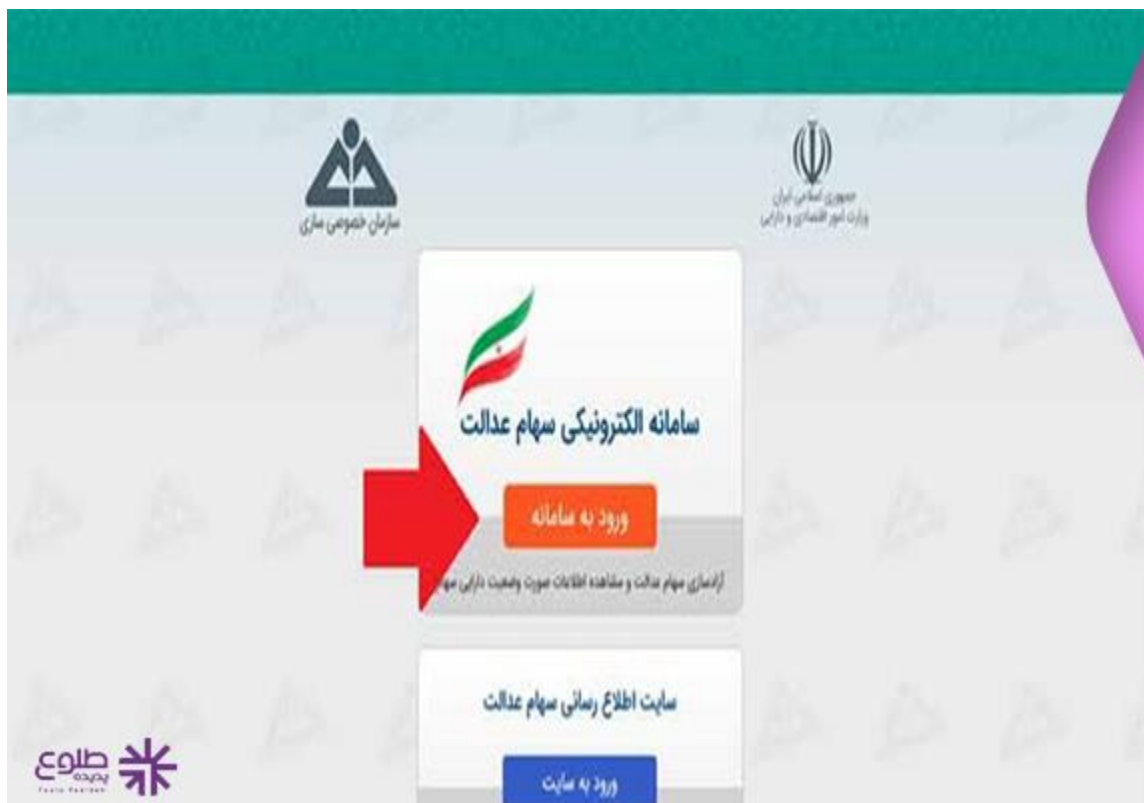 جمهوری اسلامی ایران
وزارت امور اقتصادی و دارایی
سازمان خصوصی سازی
سامانه الکترونیکی سهام عدالت
ورود به سامانه
آزادسازی سهام عدالت و مشاهده اطلاعات صورت وضعیت دارایی
سایت اطلاع رسانی سهام عدالت
ورود به سایت
طلوع
پدیده